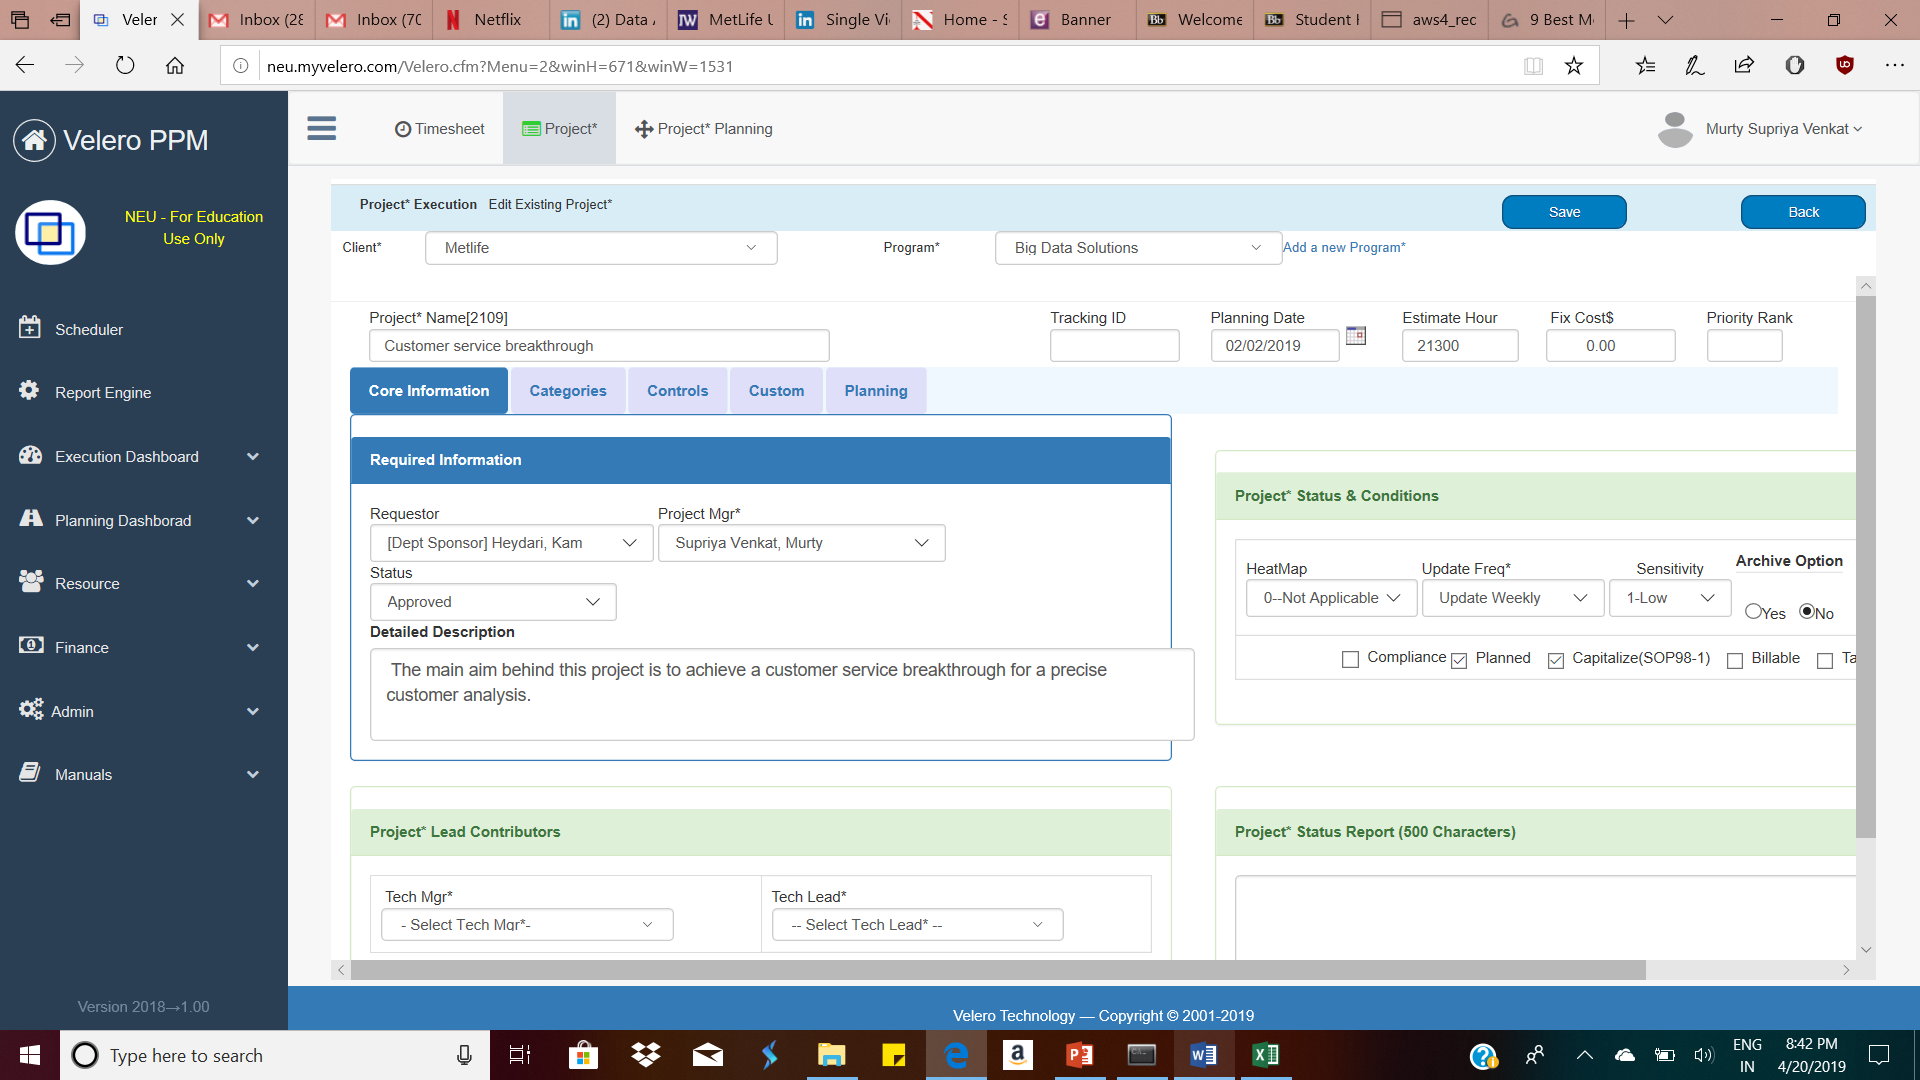 Veler
Inbox (28
Inbox (70
Netflix
(2) Data
MetLife U
Single Vi
Home - S
Banner
Welcome
Student
aws4_rec
9 Best M
neu.myvelero.com/Velero.cfm?Menu=2&winH=671&winW=1531
Velero PPM
Timesheet
Project*
Project* Planning
Murty Supriya Venkat
NEU - For Education
Use Only
Project* Execution Edit Existing Project*
Save
Back
Client*
Metlife
Program*
Big Data Solutions
Add a new Program*
Scheduler
Report Engine
Execution Dashboard
Planning Dashborad
Resource
Finance
Admin
Manuals
Version 2018→1.00
Project* Name[2109]
Tracking ID
Planning Date
Estimate Hour
Fix Cost$
Priority Rank
Customer service breakthrough
02/02/2019
21300
0.00
Core Information
Categories
Controls
Custom
Planning
Required Information
Requestor
Project Mgr*
[Dept Sponsor] Heydari, Kam
Supriya Venkat, Murty
Status
Approved
Detailed Description
The main aim behind this project is to achieve a customer service breakthrough for a precise
customer analysis.
Project* Status & Conditions
HeatMap
Update Freq*
Sensitivity
Archive Option
0--Not Applicable
Update Weekly
1-Low
Yes
No
Compliance
Planned
Capitalize(SOP98-1)
Billable
Ta
Project* Lead Contributors
Tech Mgr*
Tech Lead*
- Select Tech Mgr*-
-- Select Tech Lead* --
Project* Status Report (500 Characters)
Velero Technology — Copyright © 2001-2019
Type here to search
ENG
IN
8:42 PM
4/20/2019